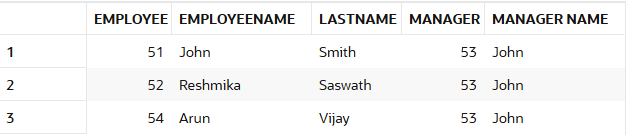 EMPLOYEE EMPLOYEENAME LASTNAME MANAGER MANAGER NAME
1 51 John Smith 53 John
2 52 Reshmika Saswath 53 John
3 54 Arun Vijay 53 John